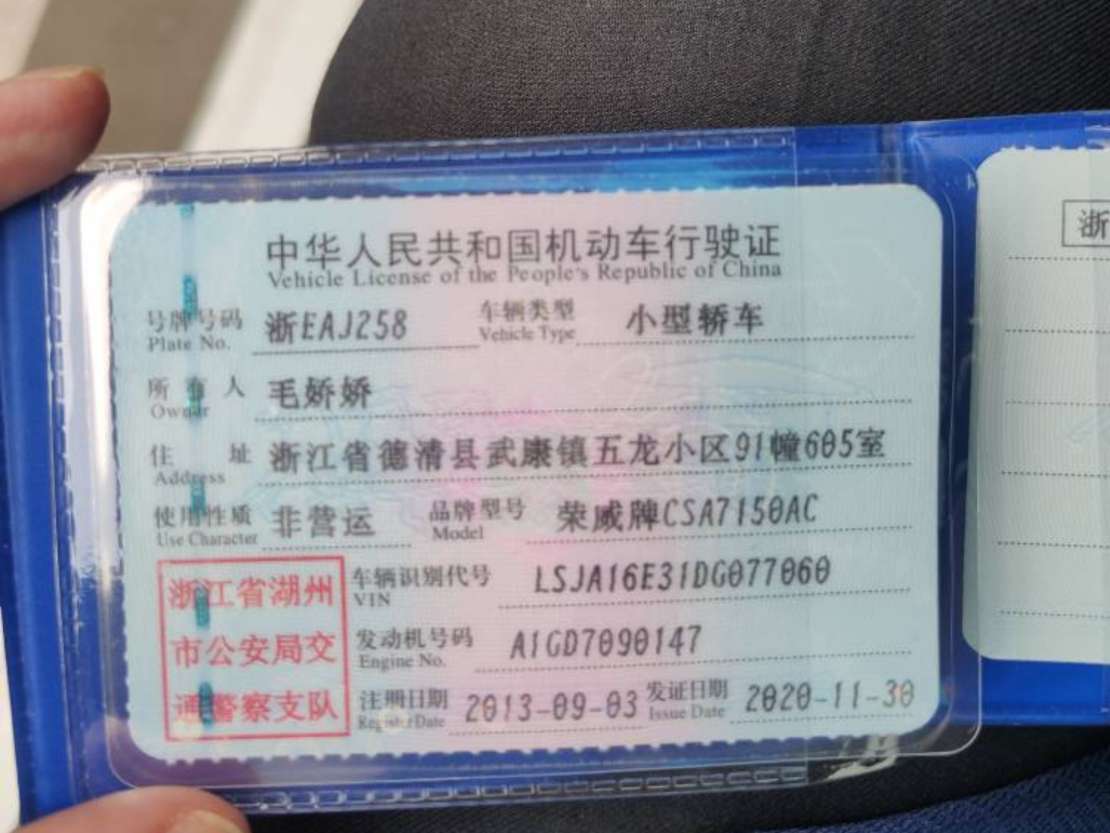 中华人民共和国机动车行驶证
Vehicle License of the People's Republic of China
号牌号码 浙EAJ258 车辆类型 小型轿车
Plate No. Vehicle Type
所有人 毛娇娇
Owner
住址 浙江省德清县武康镇五龙小区91幢605室
Address
使用性质 非营运 品牌型号 荣威牌CSA7150AC
Use Character Model
浙江省湖州
市公安局交
通警察支队
车辆识别代号 LSJA16E31DG077060
VIN
发动机号码 A1GD7090147
Engine No.
注册日期 2013-09-03 发证日期 2020-11-30
Register Date Issue Date
浙